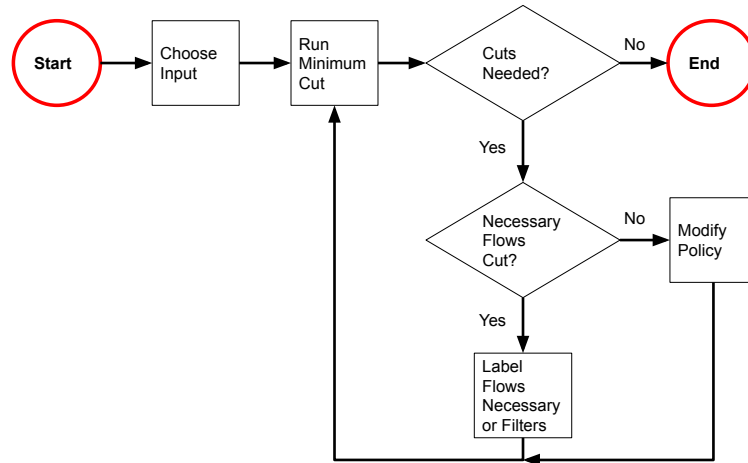 Start
Choose
Input
Run
Minimum
Cut
Cuts
Needed?
No
End
Yes
Necessary
Flows
Cut?
No
Modify
Policy
Yes
Label
Flows
Necessary
or Filters